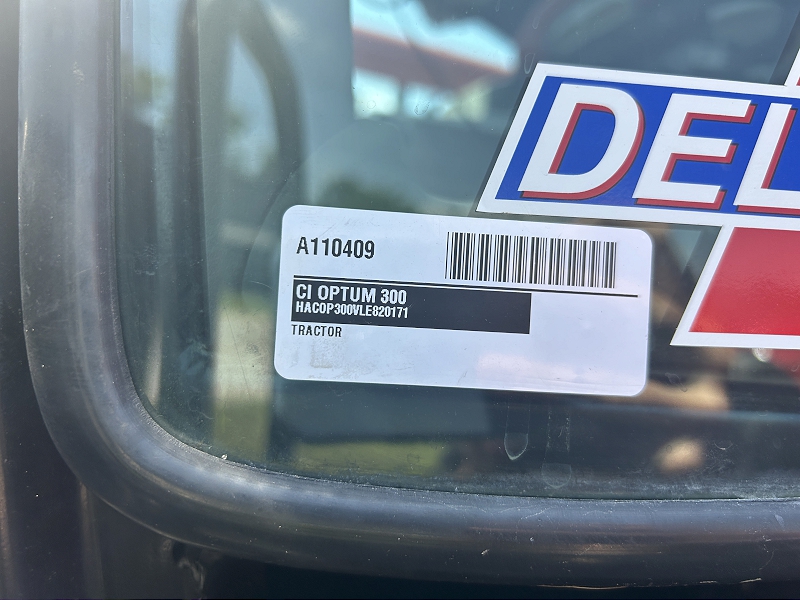 DEL
A110409
CI OPTUM 300
HACOP300VLE820171
TRACTOR